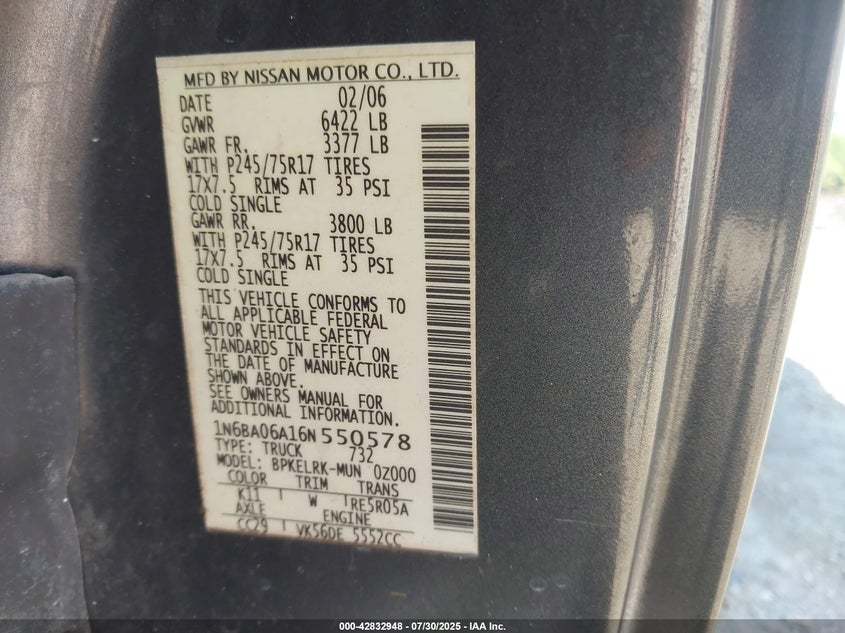 MFD BY NISSAN MOTOR CO., LTD.
DATE 02/06
GVWR 6422 LB
GAWR FR. 3377 LB
WITH P245/75R17 TIRES
17X7.5 RIMS AT 35 PSI
COLD SINGLE
GAWR RR. 3800 LB
WITH P245/75R17 TIRES
17X7.5 RIMS AT 35 PSI
COLD SINGLE
THIS VEHICLE CONFORMS TO
ALL APPLICABLE FEDERAL
MOTOR VEHICLE SAFETY
STANDARDS IN EFFECT ON
THE DATE OF MANUFACTURE
SHOWN ABOVE.
SEE OWNERS MANUAL FOR
ADDITIONAL INFORMATION.
1N6BA06A16N550578
TYPE: TRUCK 732
MODEL: BPKELRK-MUN 0Z000
COLOR TRIM TRANS
K11 W RE5R05A
AXLE ENGINE
CC29 VK56DE 5552CC
000-42832948 - 07/30/2025 - IAA Inc.